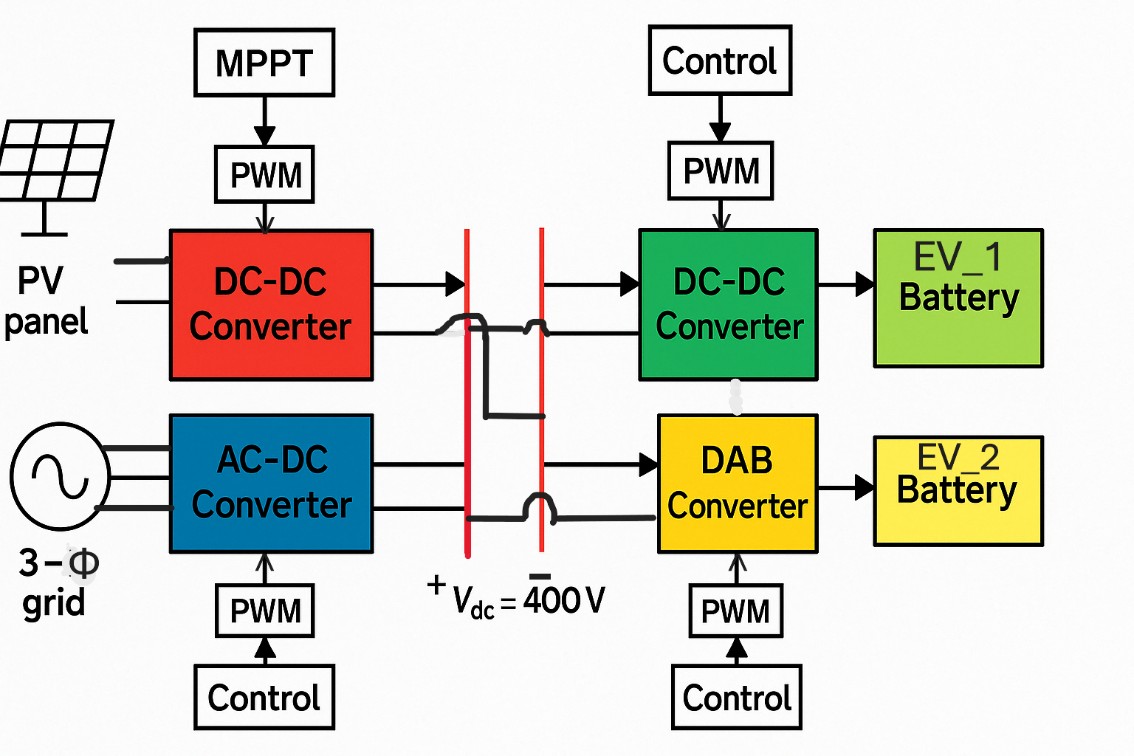 MPPT
Control
PWM
PWM
PV
panel
DC-DC
Converter
DC-DC
Converter
EV_1
Battery
3-Φ
grid
AC-DC
Converter
DAB
Converter
EV_2
Battery
+ Vdc = 400 V
−
PWM
PWM
Control
Control